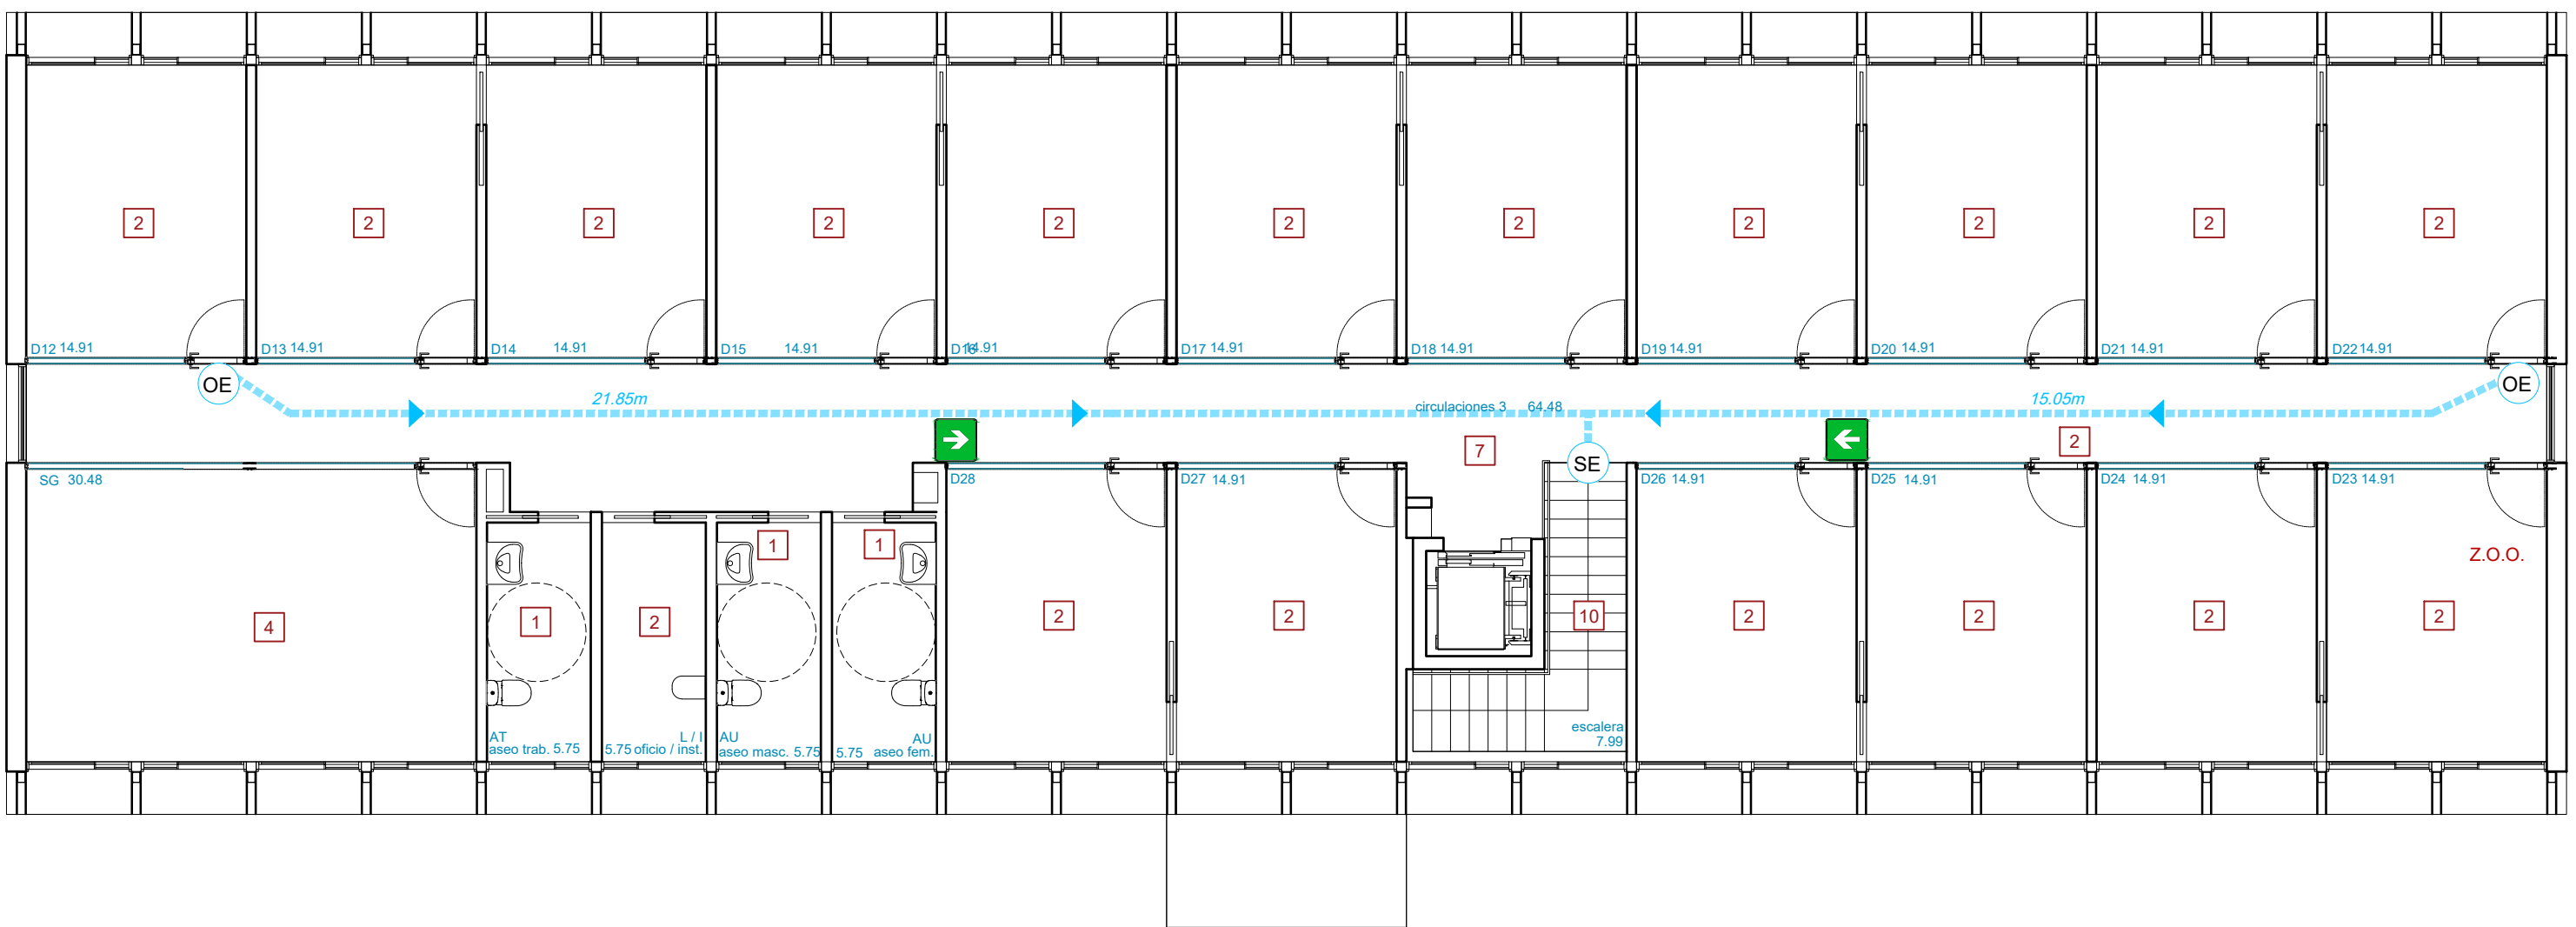 2 2 2 2 2 2 2 2 2 2 2
D12 14.91 D13 14.91 D14 14.91 D15 14.91 D16 14.91 D17 14.91 D18 14.91 D19 14.91 D20 14.91 D21 14.91 D22 14.91
OE OE
21.85m 15.05m
circulaciones 3 64.48
7 2
SE
SG 30.48 D28 D27 14.91 D26 14.91 D25 14.91 D24 14.91 D23 14.91
1 1
Z.O.O.
4 1 2 2 2 10 2 2 2 2
escalera
7.99
AT L / I AU AU
aseo trab. 5.75 5.75 oficio / inst. aseo masc. 5.75 5.75 aseo fem.